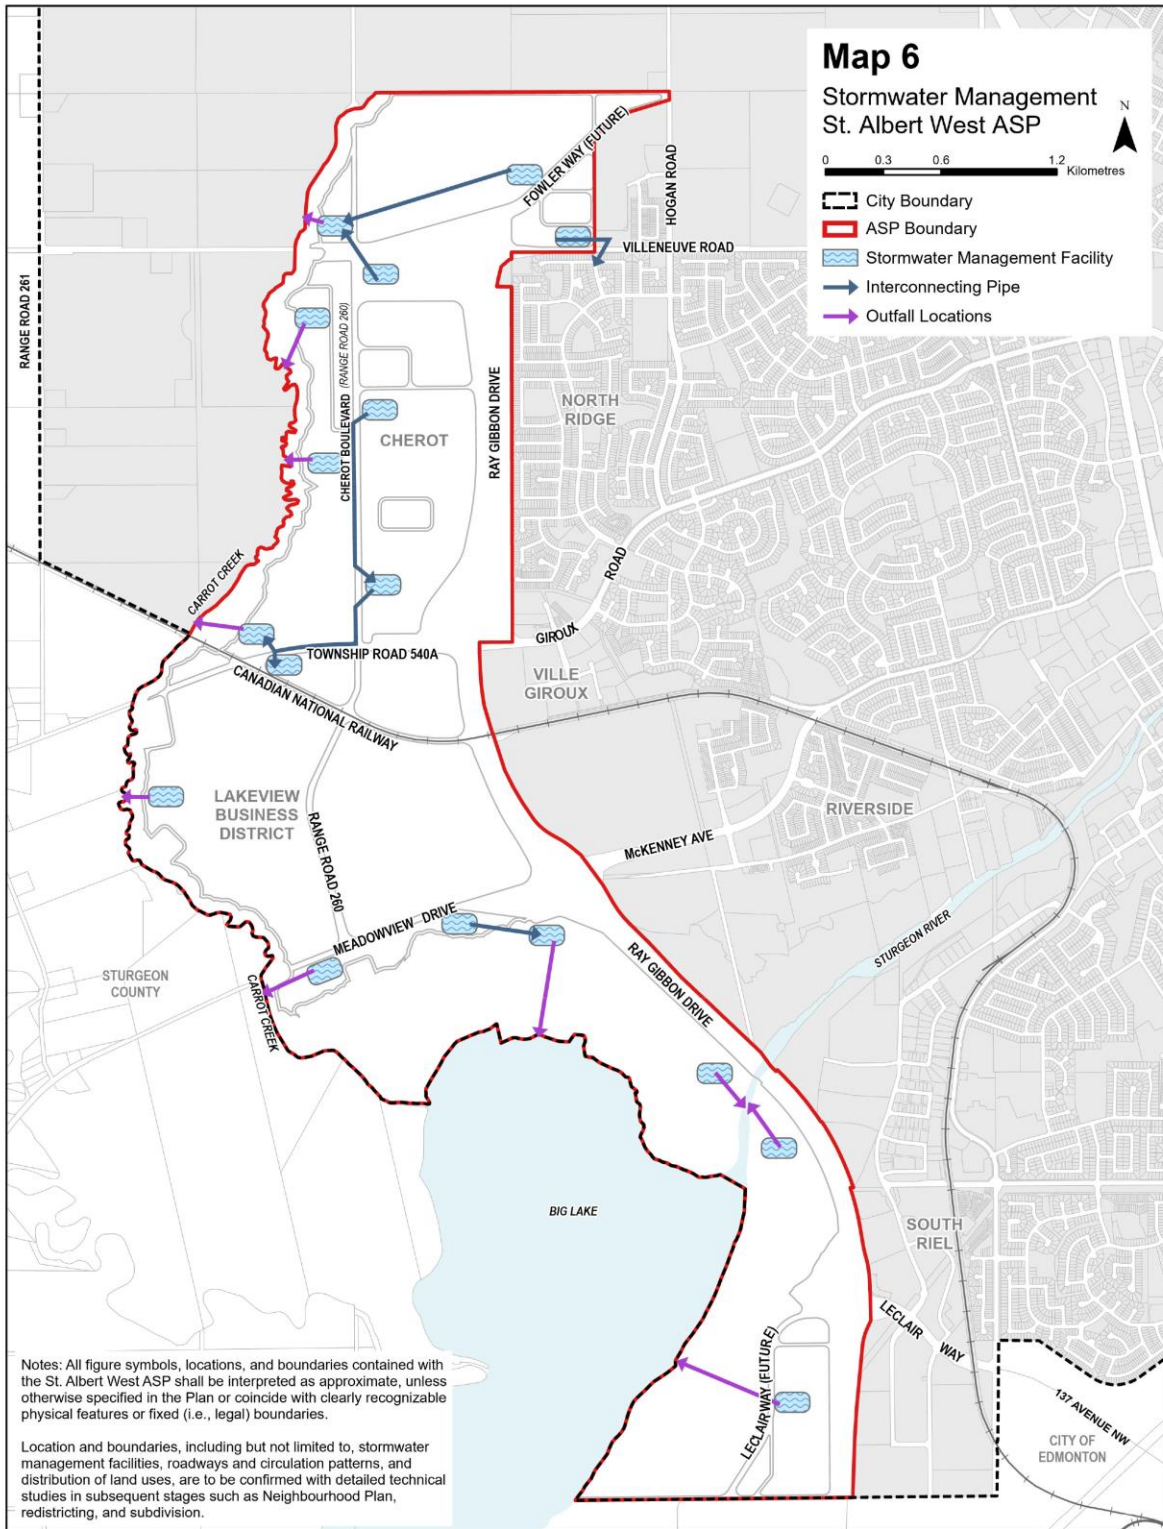 Map 6
Stormwater Management
St. Albert West ASP
N
0 0.3 0.6 1.2
Kilometres
City Boundary
ASP Boundary
Stormwater Management Facility
Interconnecting Pipe
Outfall Locations
FOWLER WAY (FUTURE)
HOGAN ROAD
VILLENEUVE ROAD
RANGE ROAD 261
CHEROT BOULEVARD (RANGE ROAD 260)
CHEROT
RAY GIBBON DRIVE
NORTH
RIDGE
CARROT CREEK
GIROUX ROAD
TOWNSHIP ROAD 540A
VILLE
GIROUX
CANADIAN NATIONAL RAILWAY
LAKEVIEW
BUSINESS
DISTRICT
RANGE ROAD 260
RIVERSIDE
McKENNEY AVE
MEADOWVIEW DRIVE
STURGEON RIVER
RAY GIBBON DRIVE
STURGEON
COUNTY
CARROT CREEK
BIG LAKE
SOUTH
RIEL
LECLAIR WAY
LECLAIR WAY (FUTURE)
137 AVENUE NW
CITY OF
EDMONTON
Notes: All figure symbols, locations, and boundaries contained with
the St. Albert West ASP shall be interpreted as approximate, unless
otherwise specified in the Plan or coincide with clearly recognizable
physical features or fixed (i.e., legal) boundaries.
Location and boundaries, including but not limited to, stormwater
management facilities, roadways and circulation patterns, and
distribution of land uses, are to be confirmed with detailed technical
studies in subsequent stages such as Neighbourhood Plan,
redistricting, and subdivision.